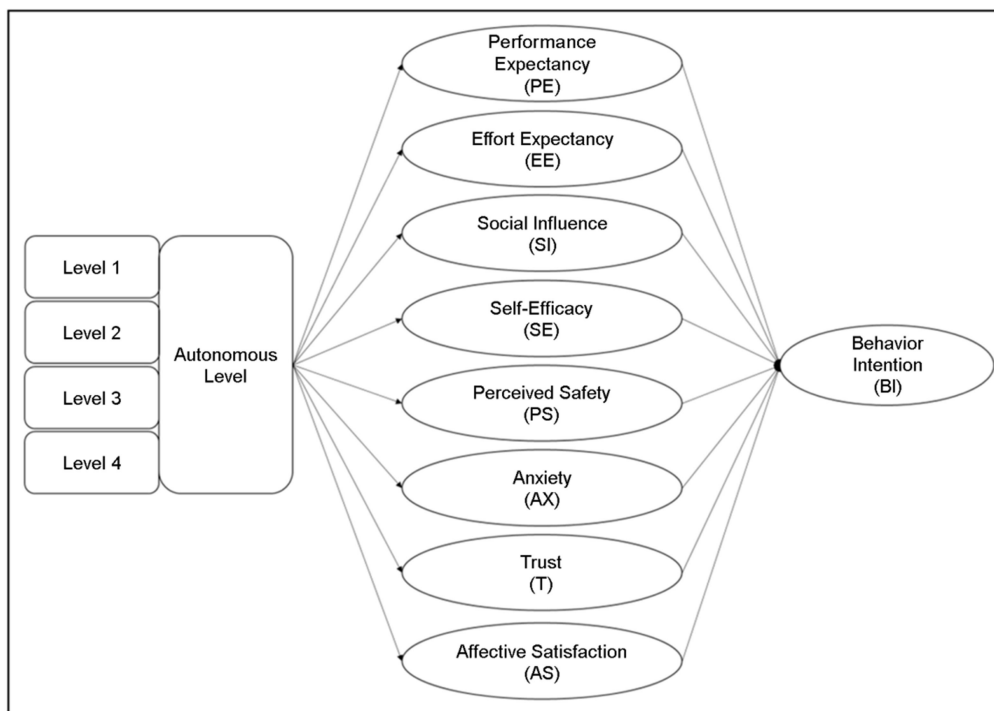 Level 1
Level 2
Level 3
Level 4
Autonomous
Level
Performance
Expectancy
(PE)
Effort Expectancy
(EE)
Social Influence
(SI)
Self-Efficacy
(SE)
Perceived Safety
(PS)
Anxiety
(AX)
Trust
(T)
Affective Satisfaction
(AS)
Behavior
Intention
(BI)